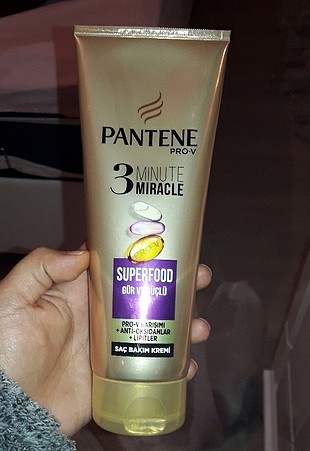 PANTENE
PRO-V
3 MINUTE
MIRACLE
PRO-V
SUPERFOOD
GÜR VE GÜÇLÜ
PRO-V KARIŞIMI
+ ANTİ-OKSİDANLAR
+ LİPİTLER
SAÇ BAKIM KREMİ